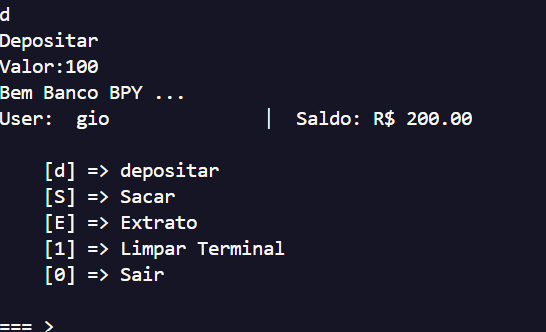 d
Depositar
Valor:100
Bem Banco BPY ...
User:  gio              |  Saldo: R$ 200.00
    [d] => depositar
    [S] => Sacar
    [E] => Extrato
    [1] => Limpar Terminal
    [0] => Sair
=== >